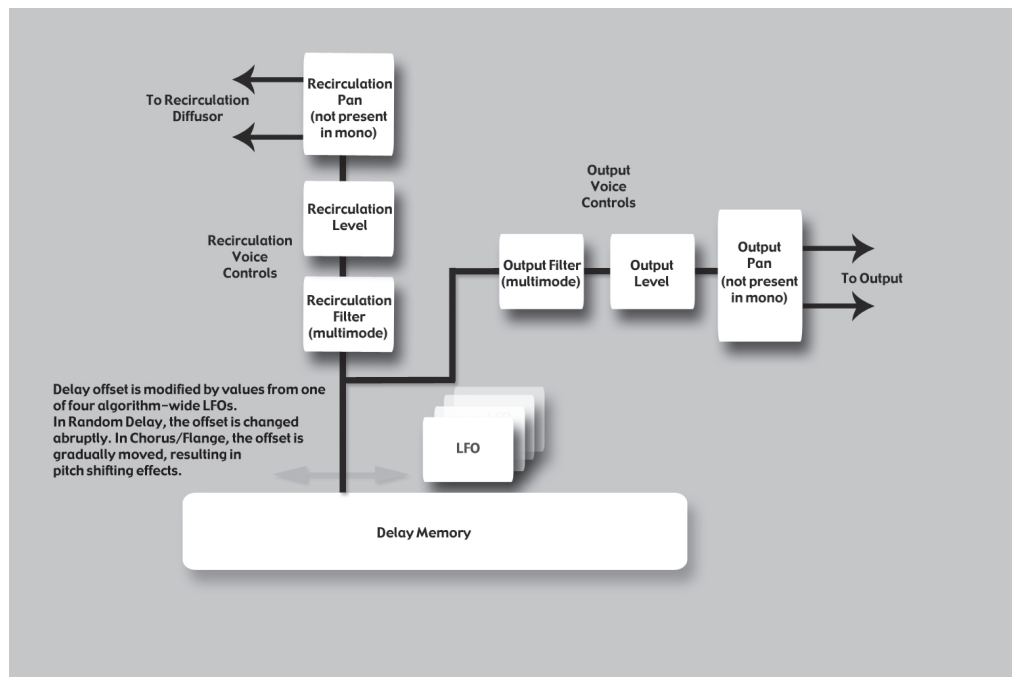 Recirculation
Pan
(not present
in mono)
To Recirculation
Diffusor
Recirculation
Level
Recirculation
Voice
Controls
Recirculation
Filter
(multimode)
Output
Voice
Controls
Output Filter
(multimode)
Output
Level
Output
Pan
(not present
in mono)
To Output
Delay offset is modified by values from one
of four algorithm-wide LFOs.
In Random Delay, the offset is changed
abruptly. In Chorus/Flange, the offset is
gradually moved, resulting in
pitch shifting effects.
LFO
Delay Memory